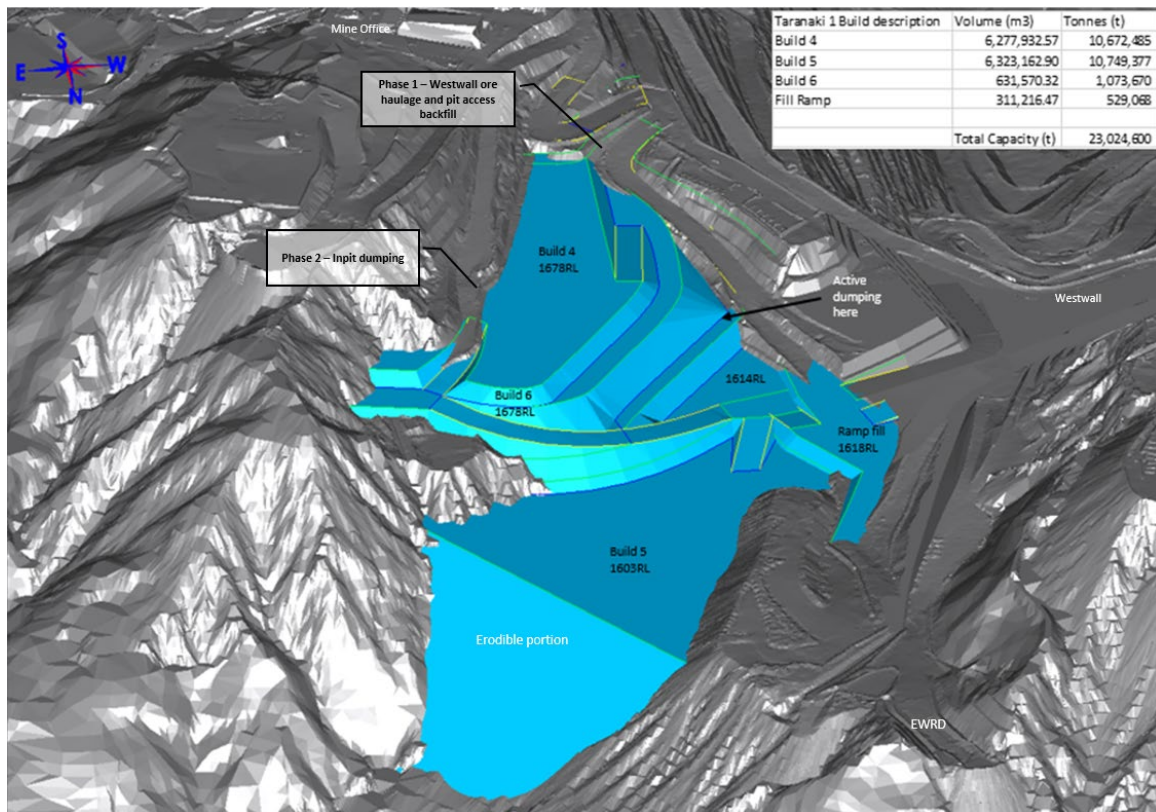 Mine Office
S
E W
N
Phase 1 – Westwall ore
haulage and pit access
backfill
Taranaki 1 Build description Volume (m3) Tonnes (t)
Build 4 6,277,932.57 10,672,485
Build 5 6,323,162.90 10,749,377
Build 6 631,570.32 1,073,670
Fill Ramp 311,216.47 529,068
Total Capacity (t) 23,024,600
Phase 2 – Inpit dumping
Build 4
1678RL
Active
dumping
here
Westwall
1614RL
Build 6
1678RL
Ramp fill
1618RL
Build 5
1603RL
Erodible portion
EWRD